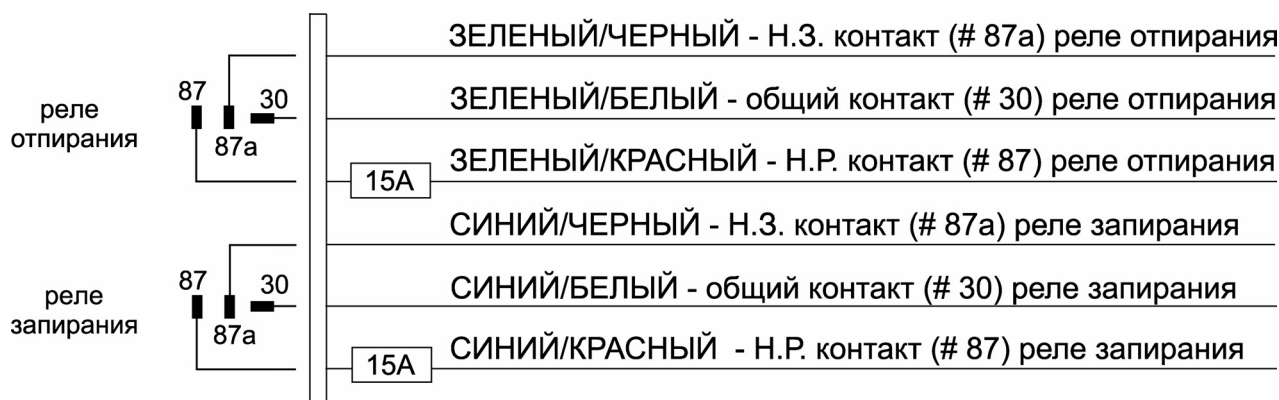 ЗЕЛЕНЫЙ/ЧЕРНЫЙ - Н.З. контакт (# 87а) реле отпирания
87
30
реле
отпирания
87а
ЗЕЛЕНЫЙ/БЕЛЫЙ - общий контакт (# 30) реле отпирания
ЗЕЛЕНЫЙ/КРАСНЫЙ - Н.Р. контакт (# 87) реле отпирания
15А
СИНИЙ/ЧЕРНЫЙ - Н.З. контакт (# 87а) реле запирания
87
30
реле
запирания
87а
СИНИЙ/БЕЛЫЙ - общий контакт (# 30) реле запирания
СИНИЙ/КРАСНЫЙ - Н.Р. контакт (# 87) реле запирания
15А